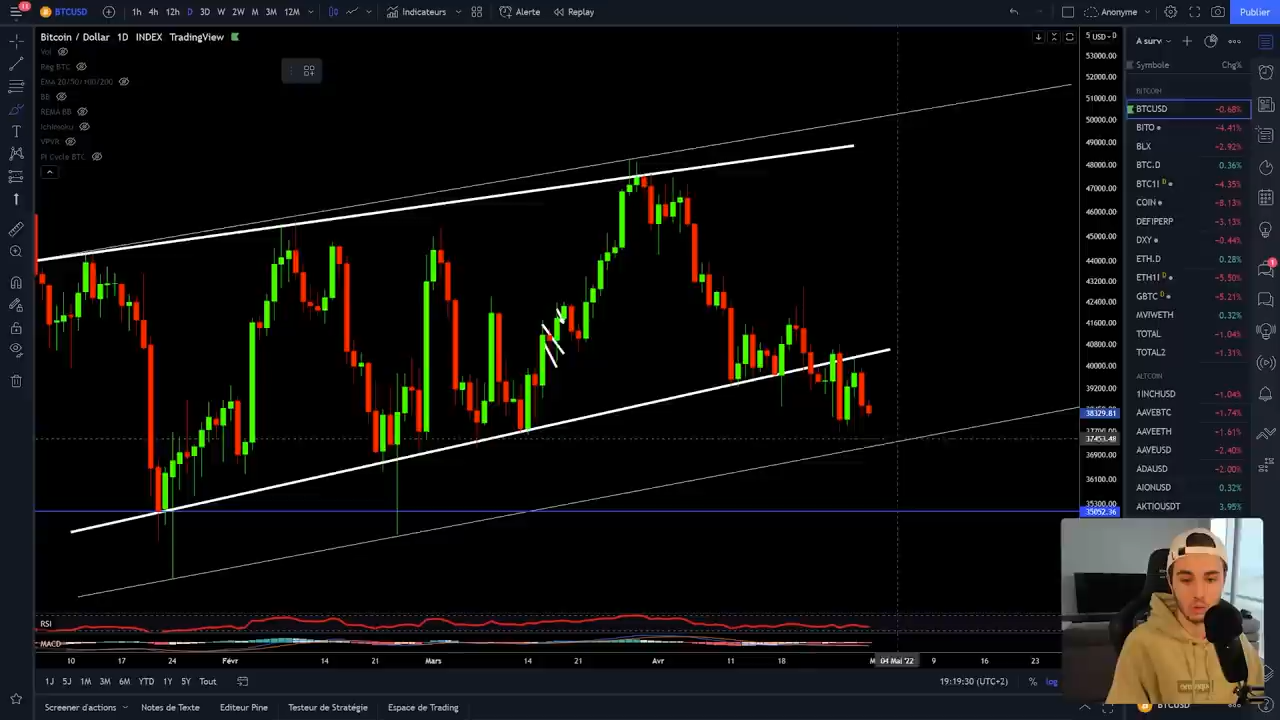 11
BTCUSD
1h 4h 12h D 3D W 2W M 3M 12M Indicateurs Alerte Replay Anonyme Publier
Bitcoin / Dollar 1D INDEX TradingView
Vol
Reg BTC
EMA 20/50/100/200
BB
REMA BB
Ichimoku
VPVR
Pi Cycle BTC
USD
53000.00
52000.00
51000.00
50000.00
49000.00
48000.00
47000.00
46000.00
45000.00
44000.00
43200.00
42400.00
41600.00
40800.00
40000.00
39200.00
38329.81
37453.48
36900.00
36100.00
35300.00
35052.36
A surv
Symbole Chg%
BITCOIN
BTCUSD -0.68%
BITO -4.41%
BLX -2.92%
BTC.D 0.36%
BTC1! D -4.35%
COIN -8.13%
DEFIPERP -3.13%
DXY -0.44%
ETH.D 0.28%
ETH1! D -5.50%
GBTC D -5.21%
MVIWETH 0.32%
TOTAL -1.04%
TOTAL2 -1.31%
ALTCOIN
1INCHUSD -1.04%
AAVEBTC -1.74%
AAVEETH -1.61%
AAVEUSD -2.40%
ADAUSD -2.00%
AIONUSD 0.32%
AKTIOUSDT 3.95%
RSI
MACD
10 17 24 Févr 14 21 Mars 14 21 Avr 11 18 04 Mai '22 9 16 23
1J 5J 1M 3M 6M YTD 1Y 5Y Tout 19:19:30 (UTC+2) % log
Screener d'actions Notes de Texte Editeur Pine Testeur de Stratégie Espace de Trading
BTCUSD